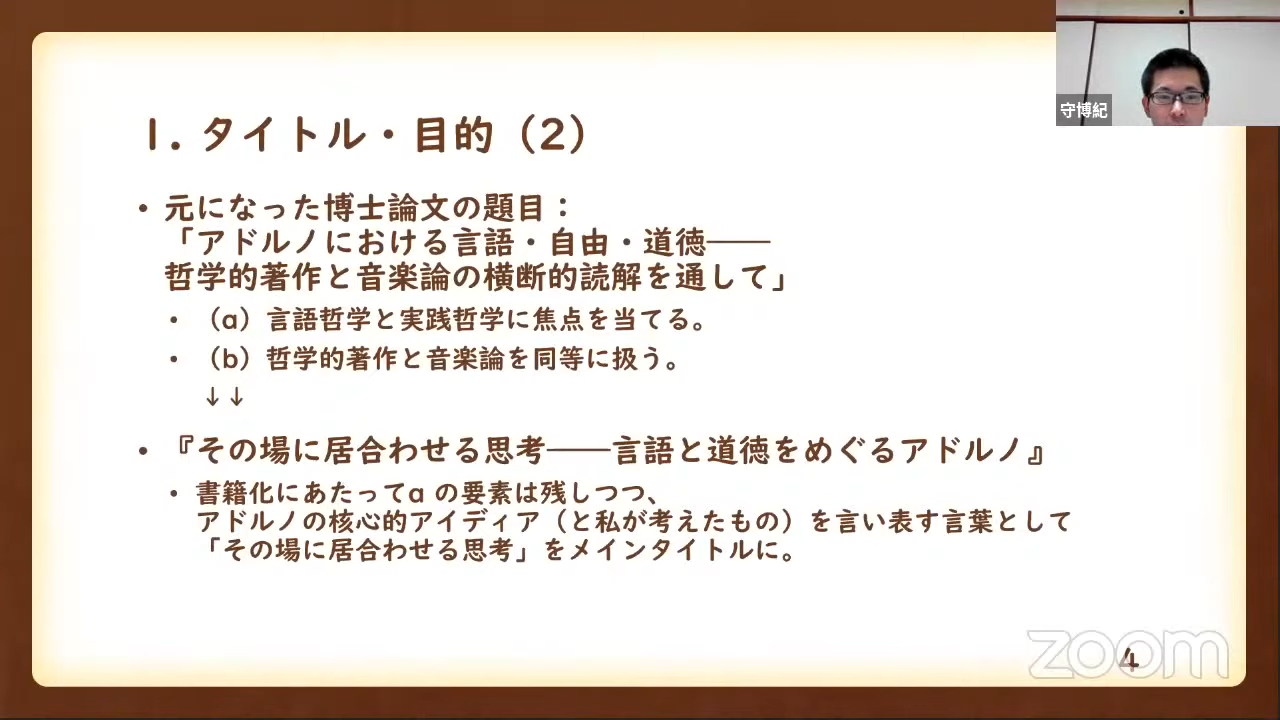 守博紀
1. タイトル・目的（2）
• 元になった博士論文の題目：
「アドルノにおける言語・自由・道徳――
哲学的著作と音楽論の横断的読解を通して」
• （a）言語哲学と実践哲学に焦点を当てる。
• （b）哲学的著作と音楽論を同等に扱う。
↓↓
• 『その場に居合わせる思考――言語と道徳をめぐるアドルノ』
• 書籍化にあたってa の要素は残しつつ、
アドルノの核心的アイディア（と私が考えたもの）を言い表す言葉として
「その場に居合わせる思考」をメインタイトルに。
zoom
4